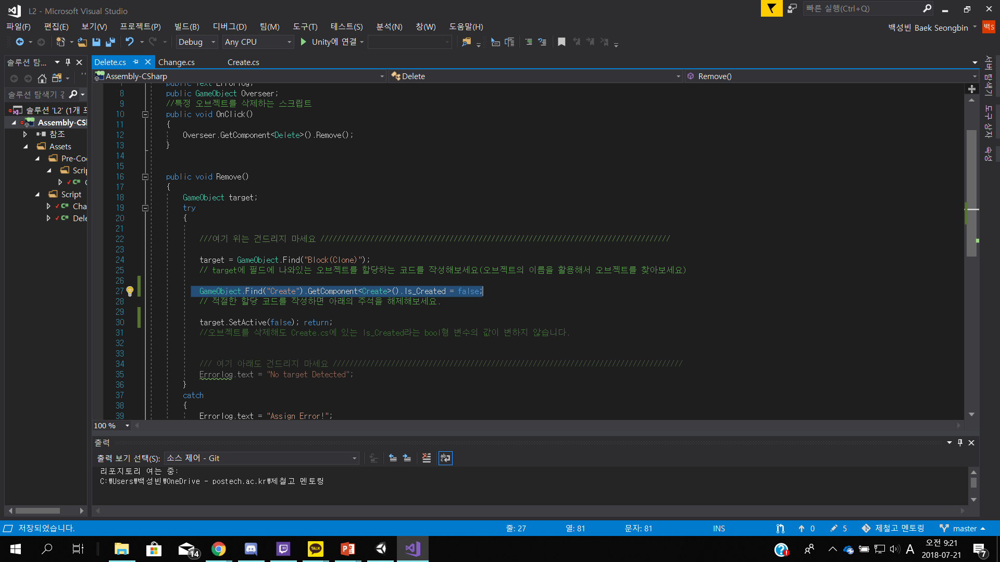 L2 - Microsoft Visual Studio
빠른 실행(Ctrl+Q)
파일(F) 편집(E) 보기(V) 프로젝트(P) 빌드(B) 디버그(D) 팀(M) 도구(T) 테스트(S) 분석(N) 창(W) 도움말(H)
백성빈 Baek Seongbin 백S
Debug Any CPU Unity에 연결
솔루션 탐...
솔루션 탐색기 검
솔루션 'L2' (1개 프
Assembly-CS
참조
Assets
Pre-Co
Scrip
C#
Script
C# Cha
C# Dele
Delete.cs Change.cs Create.cs
Assembly-CSharp Delete Remove()
7 public Text Errorlog;
8 public GameObject Overseer;
9 //특정 오브젝트를 삭제하는 스크립트
10 public void OnClick()
11 {
12 Overseer.GetComponent<Delete>().Remove();
13 }
14
15
16 public void Remove()
17 {
18 GameObject target;
19 try
20 {
21
22 ///여기 위는 건드리지 마세요 ////////////////////////////////////////////////////////////////////////////////////
23
24 target = GameObject.Find("Block(Clone)");
25 // target에 필드에 나와있는 오브젝트를 할당하는 코드를 작성해보세요(오브젝트의 이름을 활용해서 오브젝트를 찾아보세요)
26
27 GameObject.Find("Create").GetComponent<Create>().Is_Created = false;
28 // 적절한 할당 코드를 작성하면 아래의 주석을 해제해보세요.
29
30 target.SetActive(false); return;
31 //오브젝트를 삭제해도 Create.cs에 있는 Is_Created라는 bool형 변수의 값이 변하지 않습니다.
32
33
34 /// 여기 아래도 건드리지 마세요 ////////////////////////////////////////////////////////////////////////////////////
35 Errorlog.text = "No target Detected";
36 }
37 catch
38 {
39 Errorlog.text = "Assign Error!";
100 %
서버 탐색기
도구 상자
속성
출력
출력 보기 선택(S): 소스 제어 - Git
리포지토리 여는 중:
C:₩Users₩백성빈₩OneDrive - postech.ac.kr₩제철고 멘토링
저장되었습니다. 줄: 27 열: 81 문자: 81 INS 0 5 제철고 멘토링 master
14 TALK A 오전 9:21
2018-07-21 7